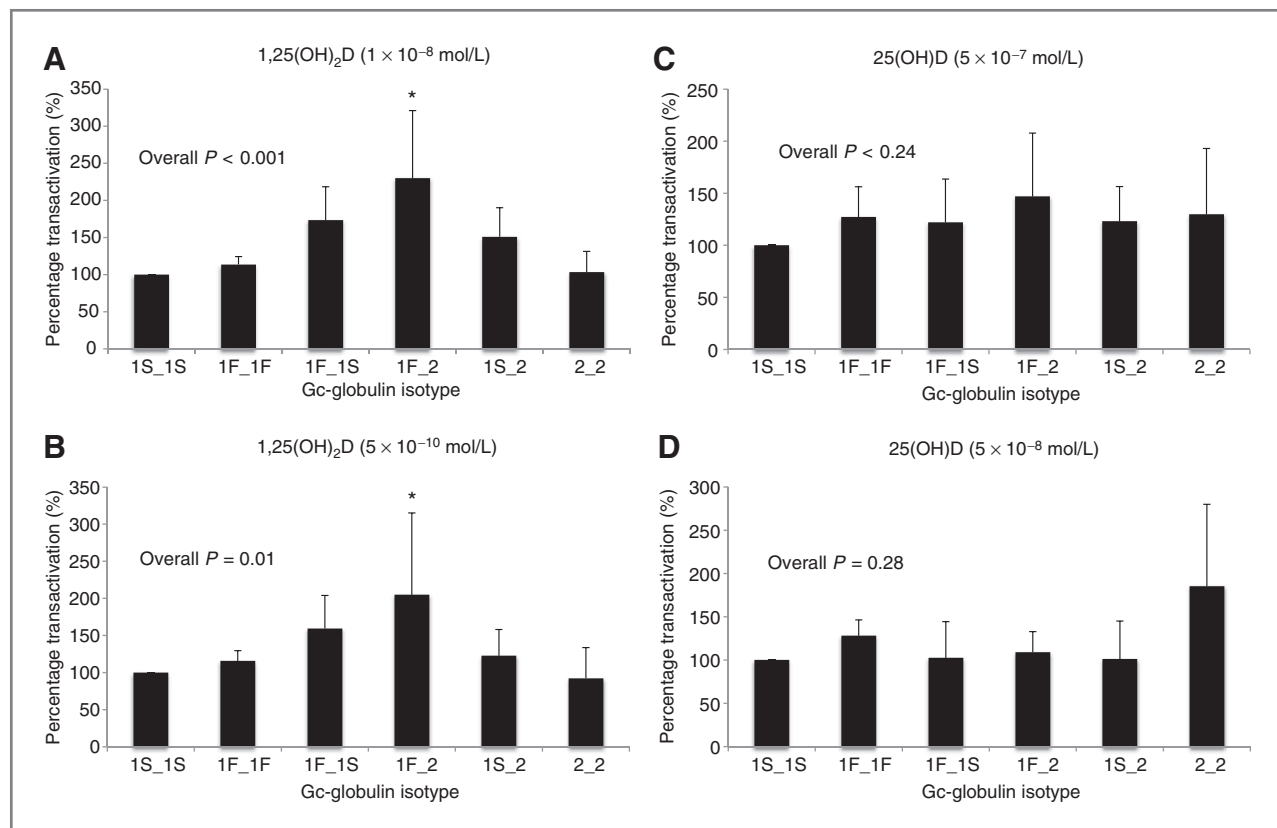 A
1,25(OH)₂D (1 × 10⁻⁸ mol/L)
Percentage transactivation (%)
350
300
250
200
150
100
50
0
*
Overall P < 0.001
1S_1S 1F_1F 1F_1S 1F_2 1S_2 2_2
Gc-globulin isotype
B
1,25(OH)₂D (5 × 10⁻¹⁰ mol/L)
Percentage transactivation (%)
350
300
250
200
150
100
50
0
*
Overall P = 0.01
1S_1S 1F_1F 1F_1S 1F_2 1S_2 2_2
Gc-globulin isotype
C
25(OH)D (5 × 10⁻⁷ mol/L)
Percentage transactivation (%)
250
200
150
100
50
0
Overall P < 0.24
1S_1S 1F_1F 1F_1S 1F_2 1S_2 2_2
Gc-globulin isotype
D
25(OH)D (5 × 10⁻⁸ mol/L)
Percentage transactivation (%)
300
250
200
150
100
50
0
Overall P = 0.28
1S_1S 1F_1F 1F_1S 1F_2 1S_2 2_2
Gc-globulin isotype